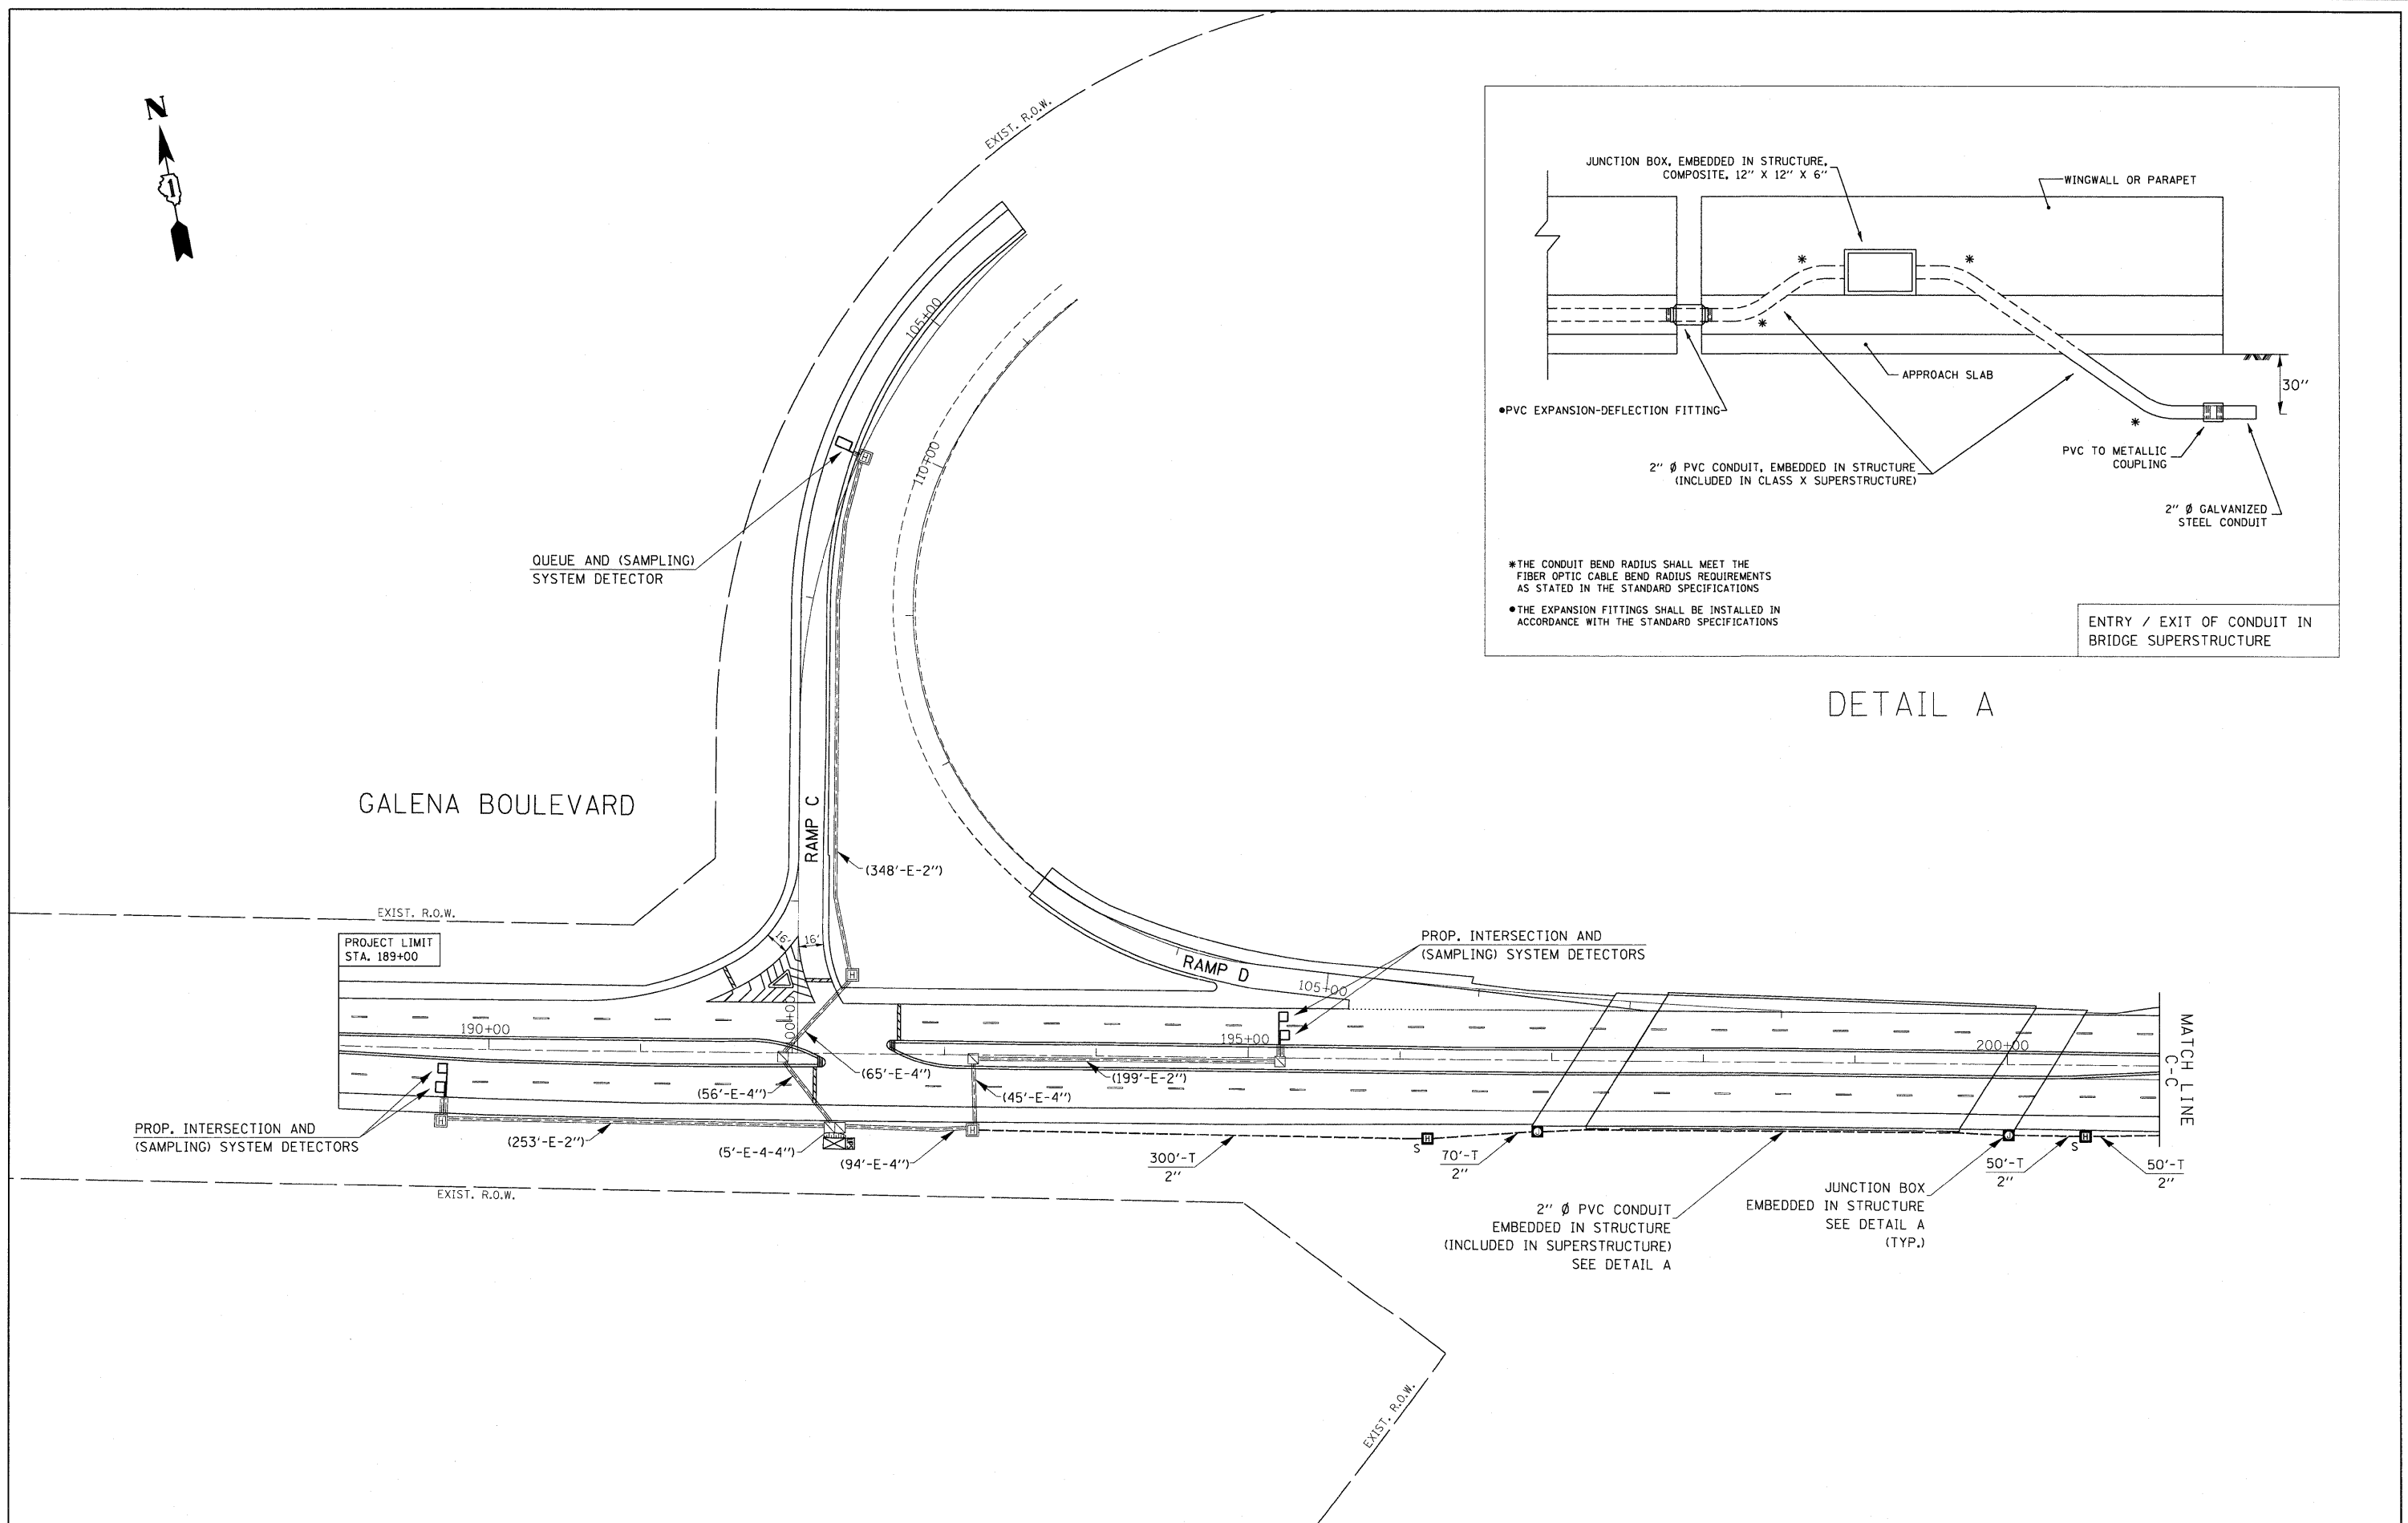 N
1
EXIST. R.O.W.
JUNCTION BOX, EMBEDDED IN STRUCTURE,
COMPOSITE, 12" X 12" X 6"
WINGWALL OR PARAPET
*
*
*
APPROACH SLAB
30"
●PVC EXPANSION-DEFLECTION FITTING
*
2" Ø PVC CONDUIT, EMBEDDED IN STRUCTURE
(INCLUDED IN CLASS X SUPERSTRUCTURE)
PVC TO METALLIC
COUPLING
2" Ø GALVANIZED
STEEL CONDUIT
*THE CONDUIT BEND RADIUS SHALL MEET THE
FIBER OPTIC CABLE BEND RADIUS REQUIREMENTS
AS STATED IN THE STANDARD SPECIFICATIONS
●THE EXPANSION FITTINGS SHALL BE INSTALLED IN
ACCORDANCE WITH THE STANDARD SPECIFICATIONS
ENTRY / EXIT OF CONDUIT IN
BRIDGE SUPERSTRUCTURE
DETAIL A
105+00
110+00
H
QUEUE AND (SAMPLING)
SYSTEM DETECTOR
GALENA BOULEVARD
RAMP C
(348'-E-2")
EXIST. R.O.W.
PROJECT LIMIT
STA. 189+00
16'
16'
H
RAMP D
105+00
PROP. INTERSECTION AND
(SAMPLING) SYSTEM DETECTORS
190+00
100+00
195+00
200+00
MATCH LINE
C-C
(65'-E-4")
(199'-E-2")
(56'-E-4")
(45'-E-4")
PROP. INTERSECTION AND
(SAMPLING) SYSTEM DETECTORS
H
(253'-E-2")
(5'-E-4-4")
(94'-E-4")
H
300'-T
2"
H
S
70'-T
2"
J
J
50'-T
2"
H
S
50'-T
2"
2" Ø PVC CONDUIT
EMBEDDED IN STRUCTURE
(INCLUDED IN SUPERSTRUCTURE)
SEE DETAIL A
JUNCTION BOX
EMBEDDED IN STRUCTURE
SEE DETAIL A
(TYP.)
EXIST. R.O.W.
EXIST. R.O.W.